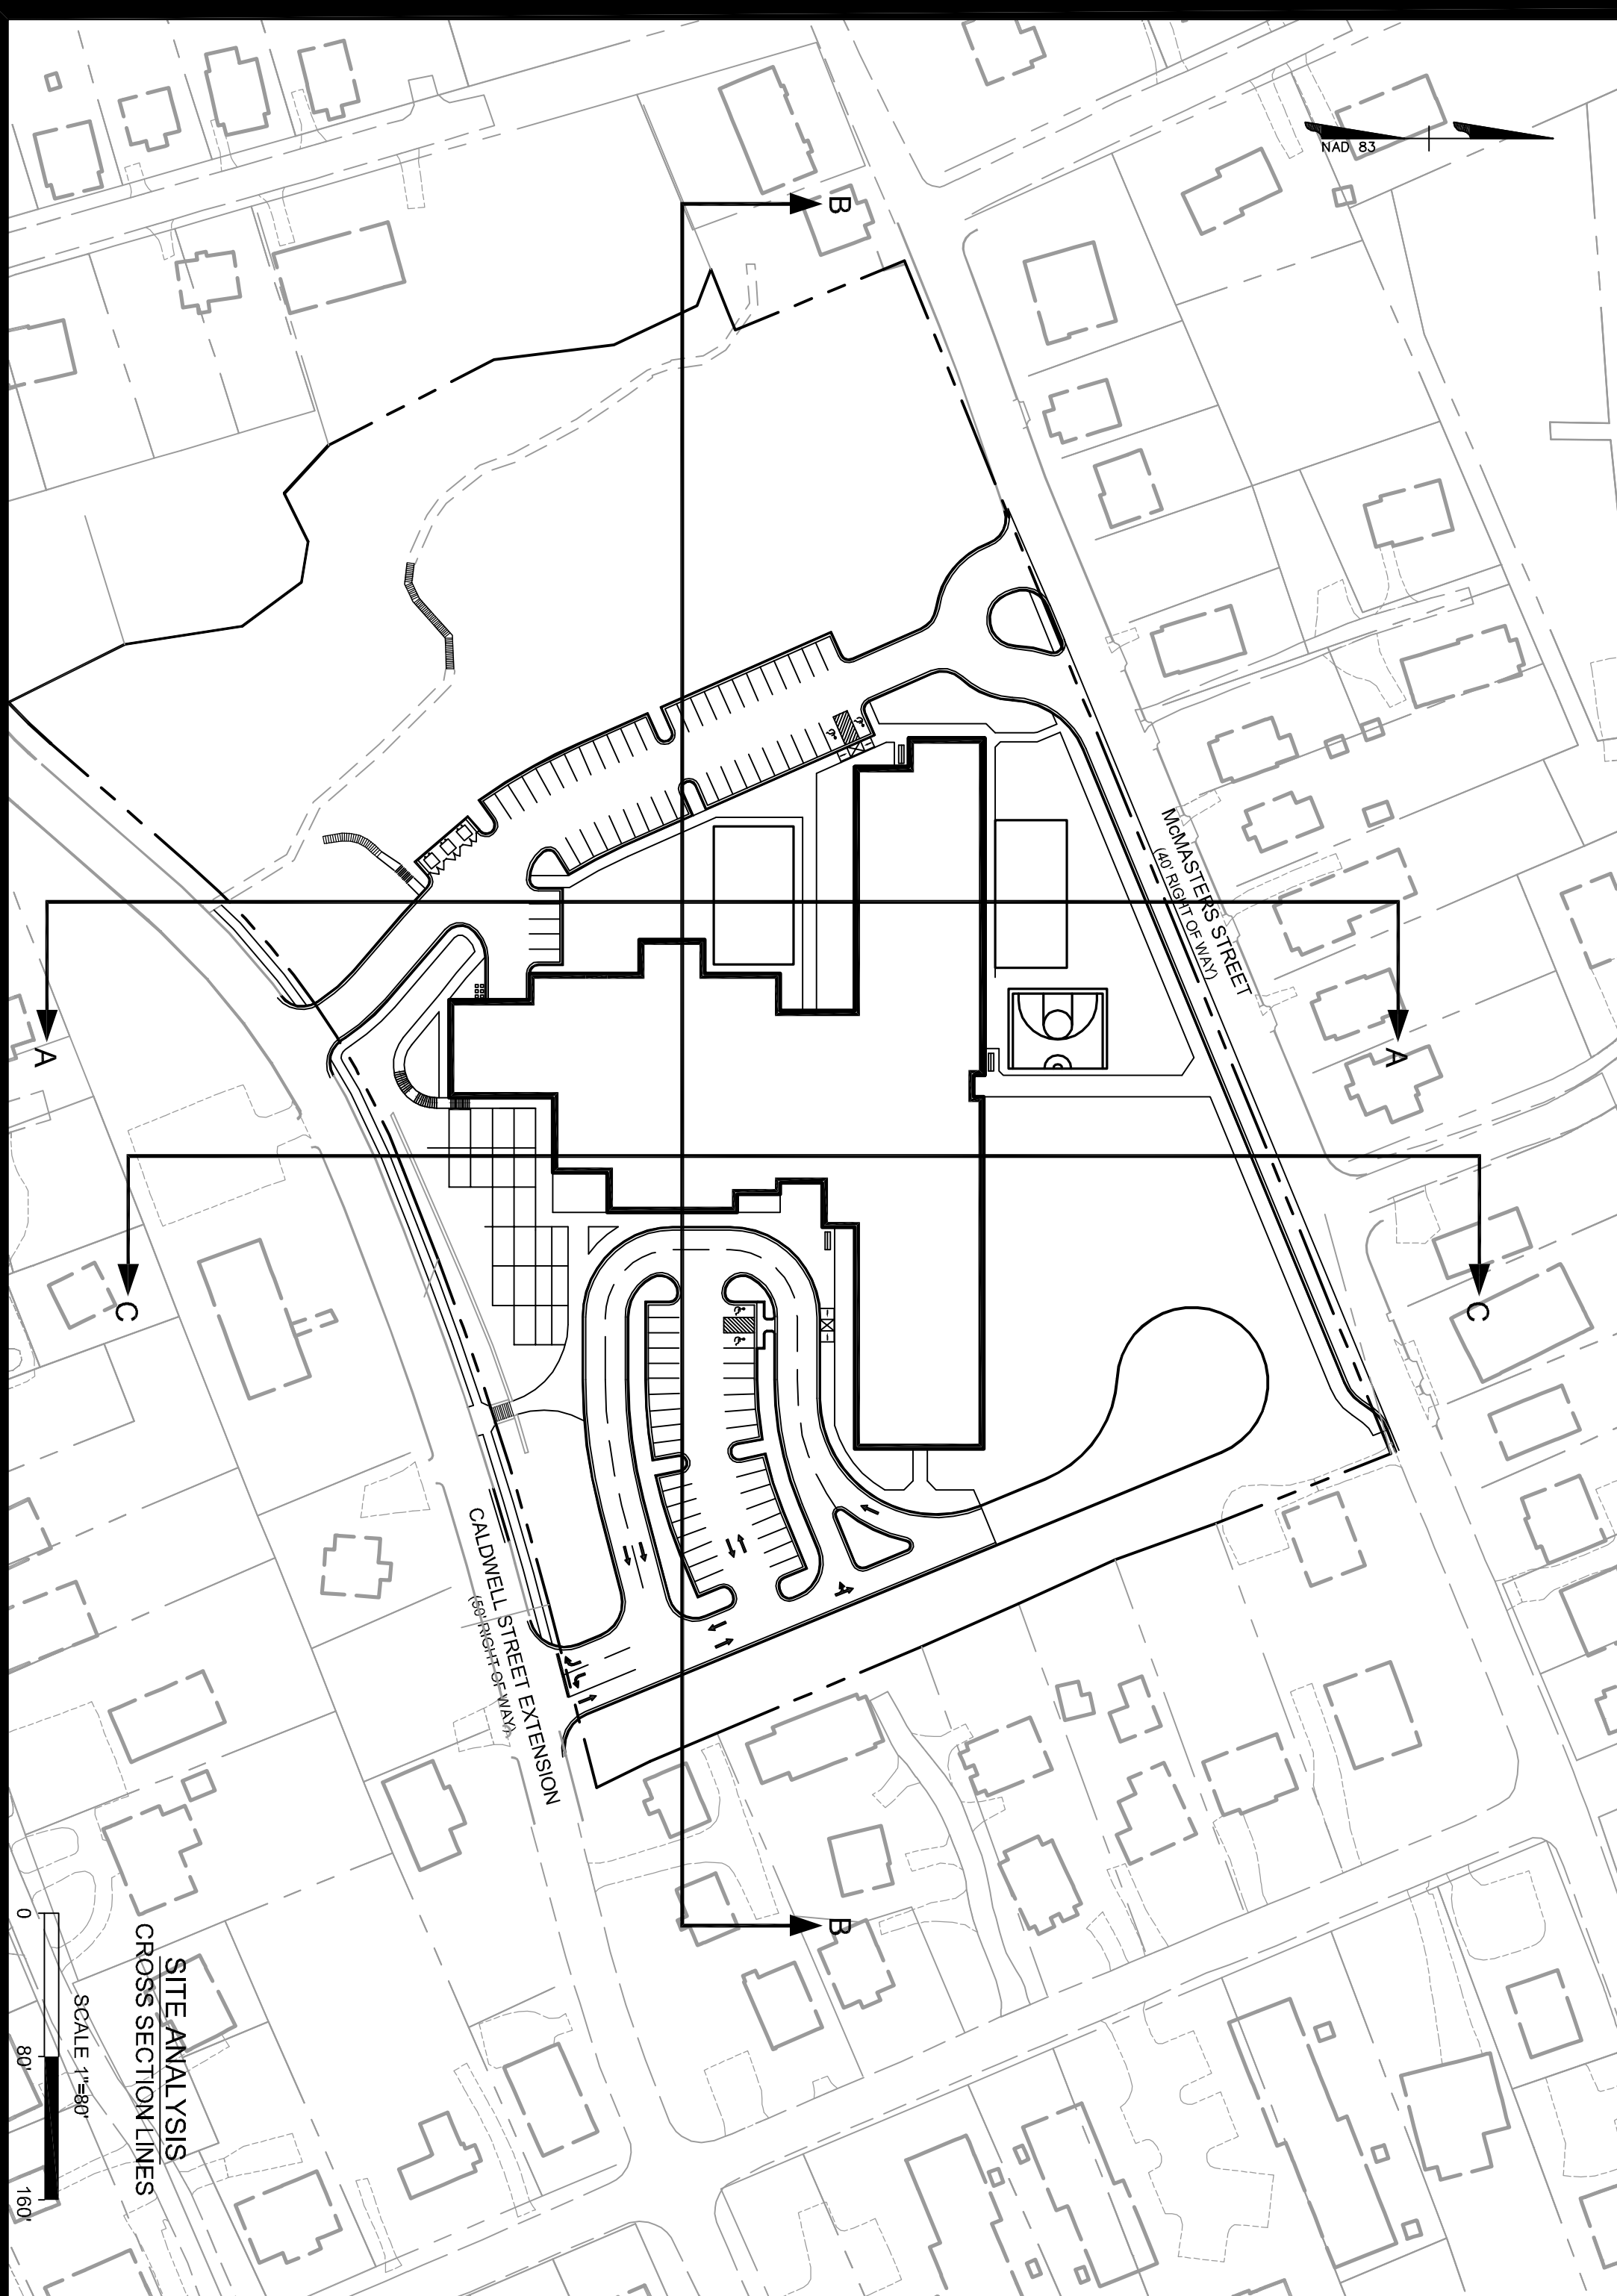 NAD 83
B
McMASTERS STREET
(40' RIGHT OF WAY)
A
A
C
C
CALDWELL STREET EXTENSION
(50' RIGHT OF WAY)
B
SITE ANALYSIS
CROSS SECTION LINES
SCALE 1"=80'
0
80'
160'